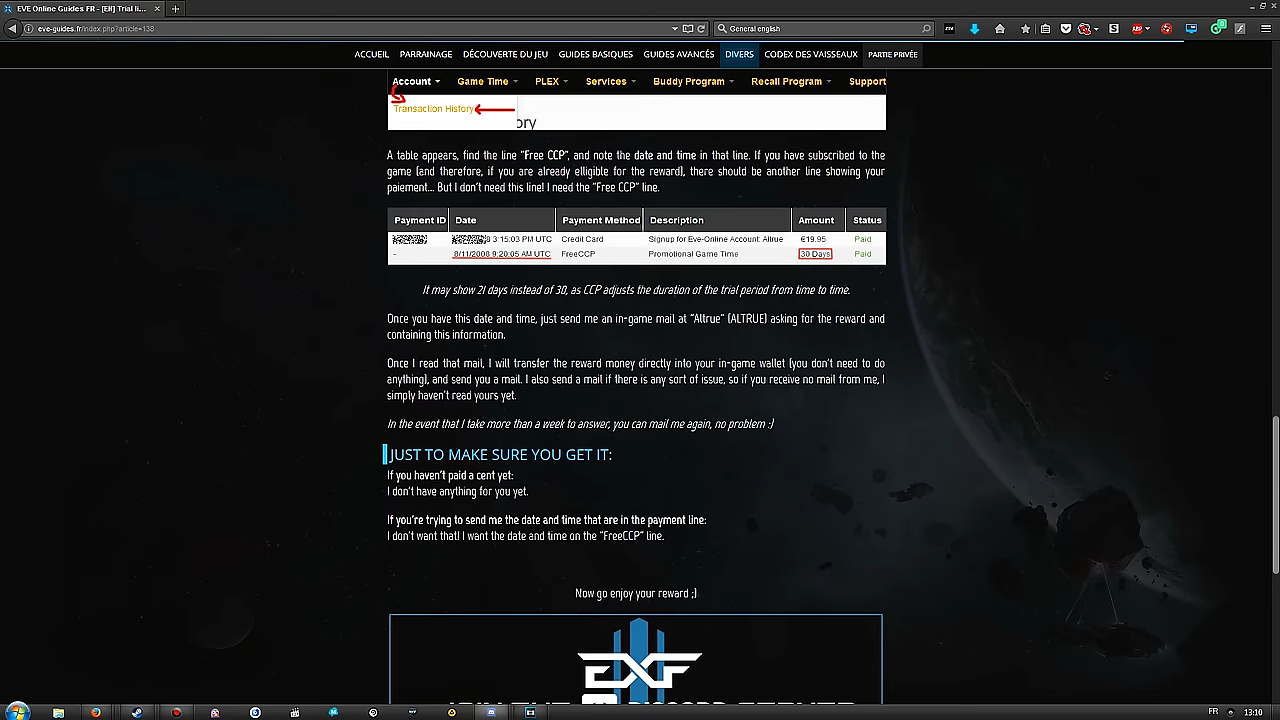 EVE Online Guides FR - [Elf] Trial li...
eve-guides.fr/index.php?article=138
General english
ACCUEIL PARRAINAGE DÉCOUVERTE DU JEU GUIDES BASIQUES GUIDES AVANCÉS DIVERS CODEX DES VAISSEAUX PARTIE PRIVÉE
Account Game Time PLEX Services Buddy Program Recall Program Support
Transaction History
ory
A table appears, find the line "Free CCP", and note the date and time in that line. If you have subscribed to the
game (and therefore, if you are already elligible for the reward), there should be another line showing your
paiement... But I don't need this line! I need the "Free CCP" line.
Payment ID Date Payment Method Description Amount Status
8 3:15:03 PM UTC Credit Card Signup for Eve-Online Account: Altrue €19.95 Paid
- 8/11/2008 9:20:05 AM UTC FreeCCP Promotional Game Time 30 Days Paid
It may show 21 days instead of 30, as CCP adjusts the duration of the trial period from time to time.
Once you have this date and time, just send me an in-game mail at "Altrue" (ALTRUE) asking for the reward and
containing this information.
Once I read that mail, I will transfer the reward money directly into your in-game wallet (you don't need to do
anything), and send you a mail. I also send a mail if there is any sort of issue, so if you receive no mail from me, I
simply haven't read yours yet.
In the event that I take more than a week to answer, you can mail me again, no problem :)
JUST TO MAKE SURE YOU GET IT:
If you haven't paid a cent yet:
I don't have anything for you yet.
If you're trying to send me the date and time that are in the payment line:
I don't want that! I want the date and time on the "FreeCCP" line.
Now go enjoy your reward ;)
EXF
FR 13:10